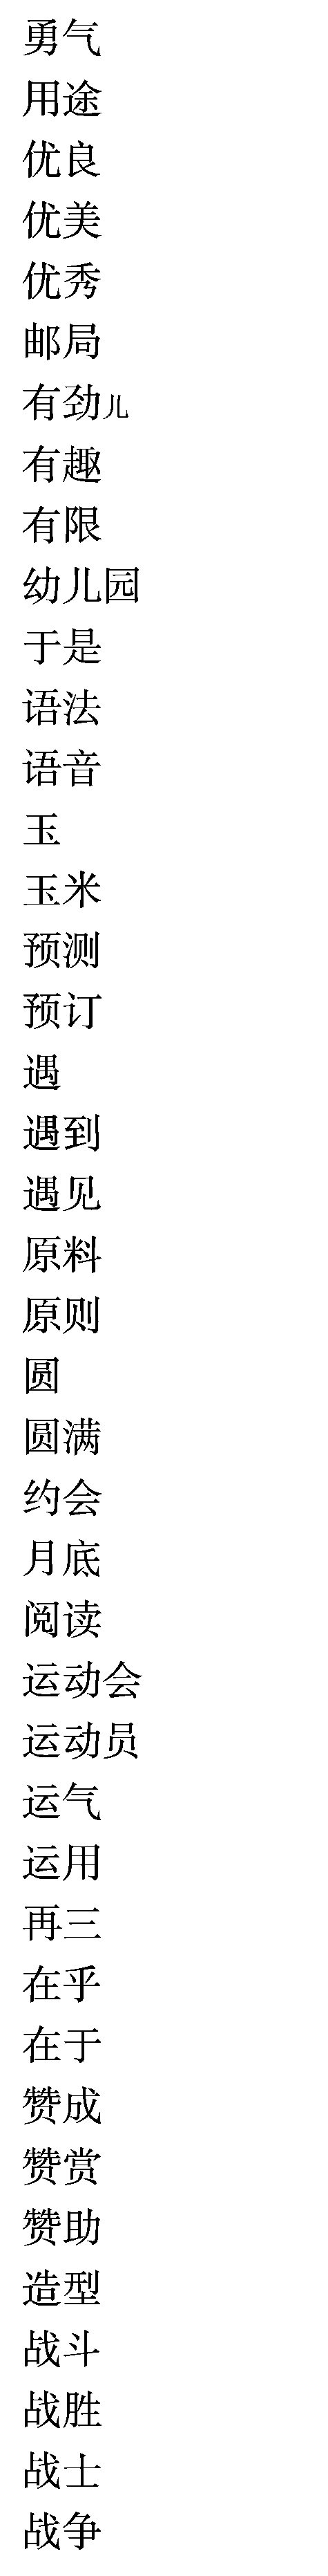 勇气
用途
优良
优美
优秀
邮局
有劲儿
有趣
有限
幼儿园
于是
语法
语音
玉
玉米
预测
预订
遇
遇到
遇见
原料
原则
圆
圆满
约会
月底
阅读
运动会
运动员
运气
运用
再三
在乎
在于
赞成
赞赏
赞助
造型
战斗
战胜
战士
战争